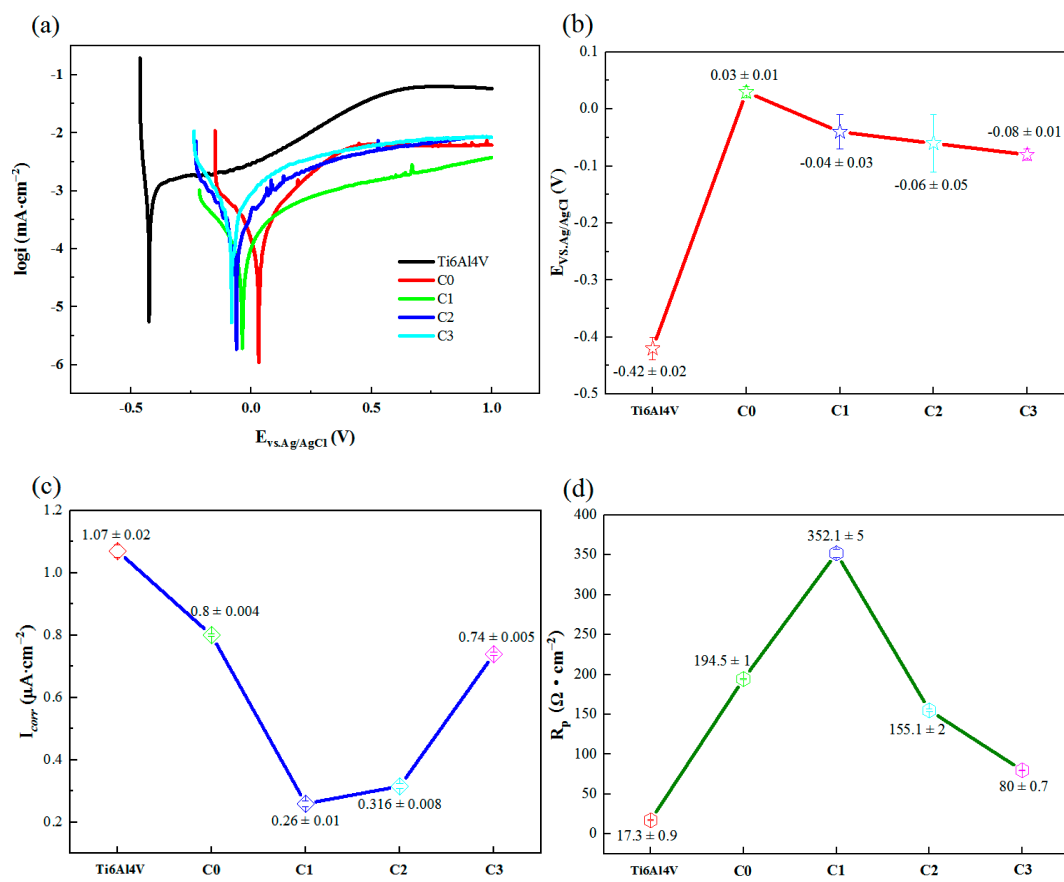 (a)
logi (mA·cm⁻²)
-1
-2
-3
-4
-5
-6
Ti6Al4V
C0
C1
C2
C3
-0.5
0.0
0.5
1.0
E_vs.Ag/AgCl (V)
(b)
E_vs.Ag/AgCl (V)
0.1
0.0
-0.1
-0.2
-0.3
-0.4
-0.5
0.03 ± 0.01
-0.04 ± 0.03
-0.06 ± 0.05
-0.08 ± 0.01
-0.42 ± 0.02
Ti6Al4V C0 C1 C2 C3
(c)
I_corr (μA·cm⁻²)
1.2
1.0
0.8
0.6
0.4
0.2
1.07 ± 0.02
0.8 ± 0.004
0.26 ± 0.01
0.316 ± 0.008
0.74 ± 0.005
Ti6Al4V C0 C1 C2 C3
(d)
R_p (Ω • cm⁻²)
400
350
300
250
200
150
100
50
0
352.1 ± 5
194.5 ± 1
155.1 ± 2
80 ± 0.7
17.3 ± 0.9
Ti6Al4V C0 C1 C2 C3